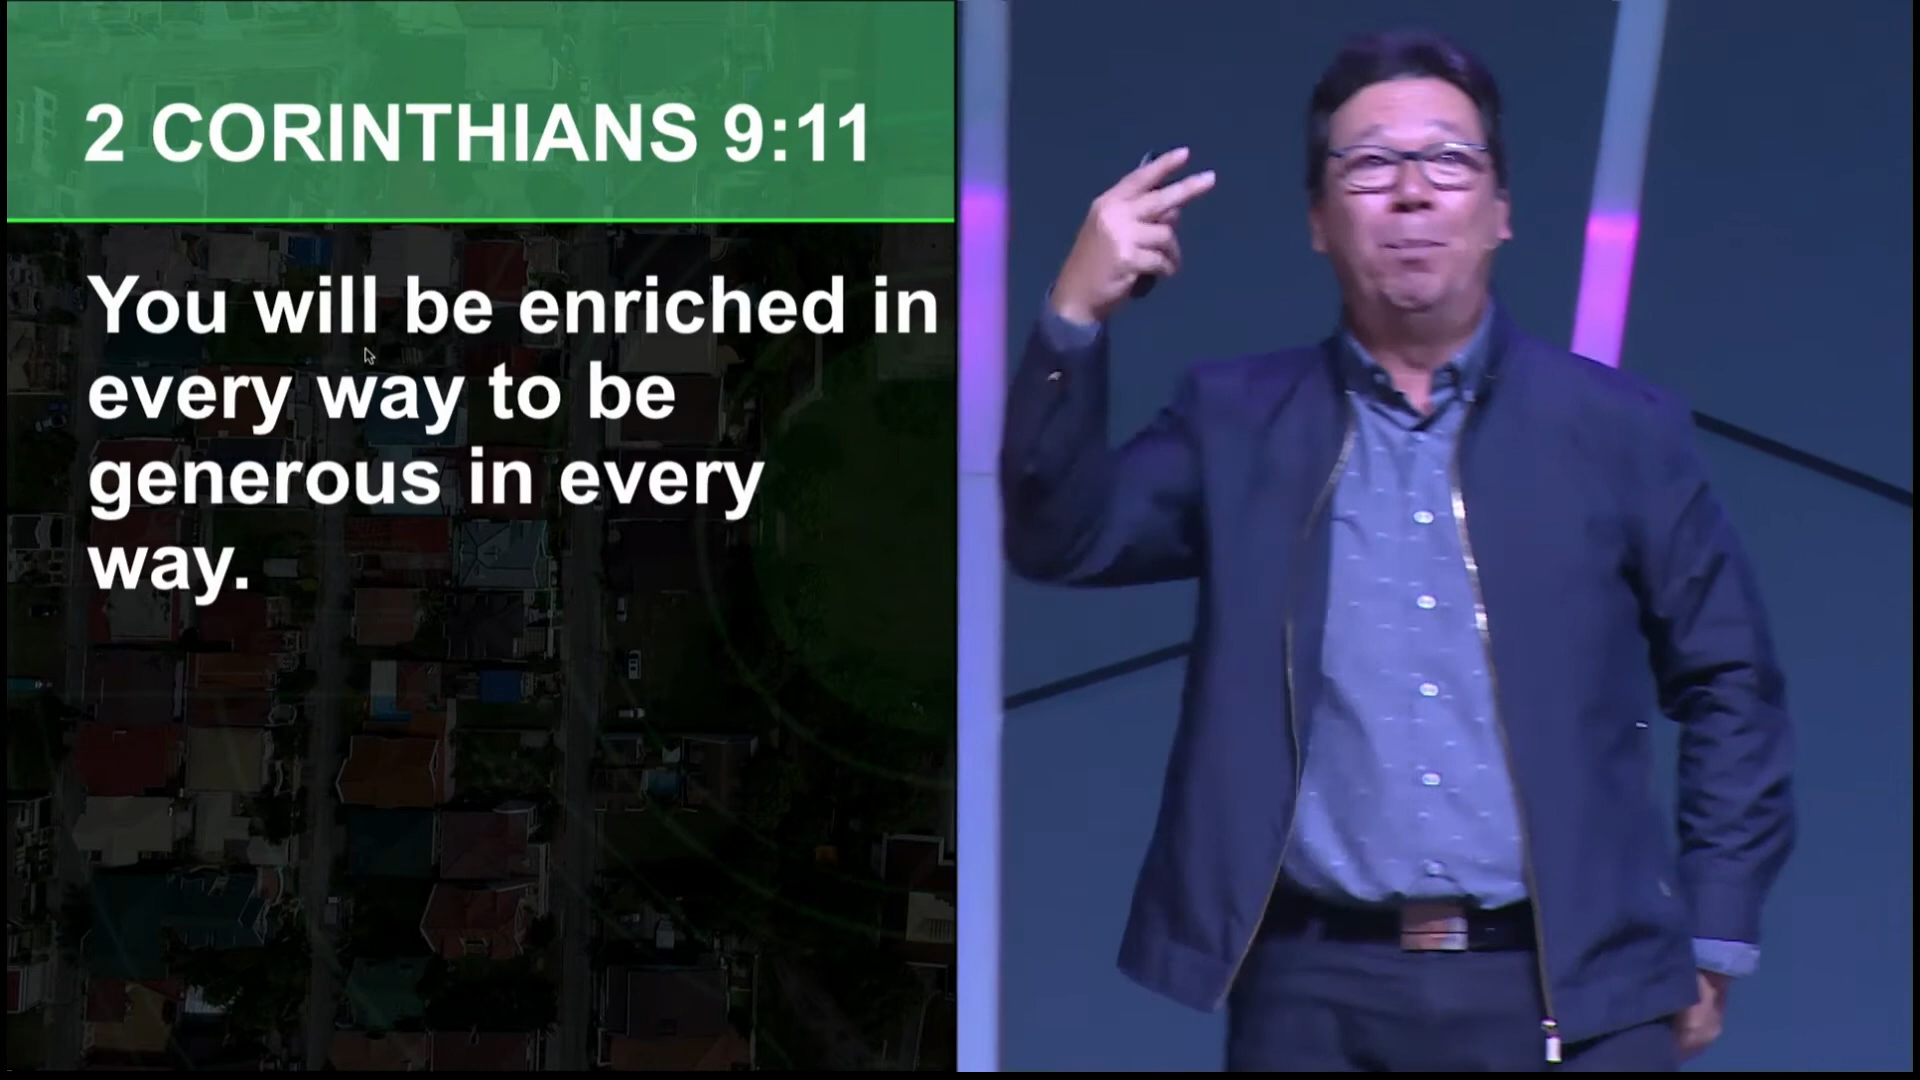 2 CORINTHIANS 9:11
You will be enriched in
every way to be
generous in every
way.